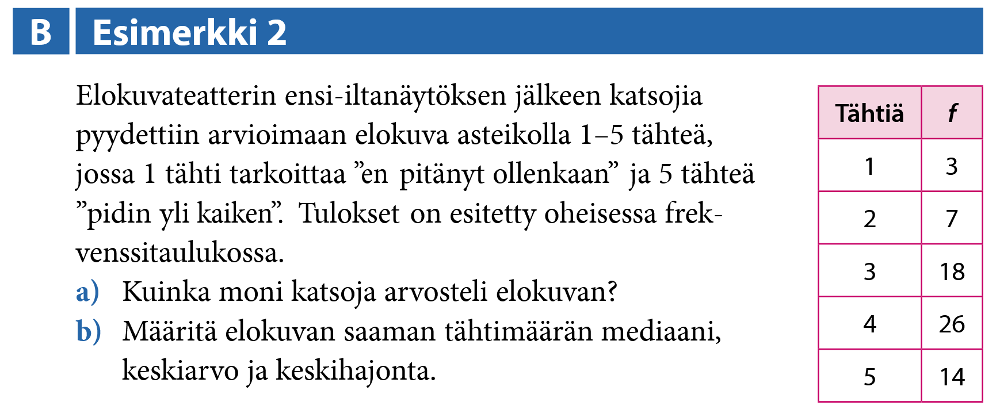 B Esimerkki 2
Elokuvateatterin ensi-iltanäytöksen jälkeen katsojia
pyydettiin arvioimaan elokuva asteikolla 1–5 tähteä,
jossa 1 tähti tarkoittaa ”en pitänyt ollenkaan” ja 5 tähteä
”pidin yli kaiken”. Tulokset on esitetty oheisessa frek-
venssitaulukossa.
a) Kuinka moni katsoja arvosteli elokuvan?
b) Määritä elokuvan saaman tähtimäärän mediaani,
keskiarvo ja keskihajonta.
Tähtiä f
1 3
2 7
3 18
4 26
5 14